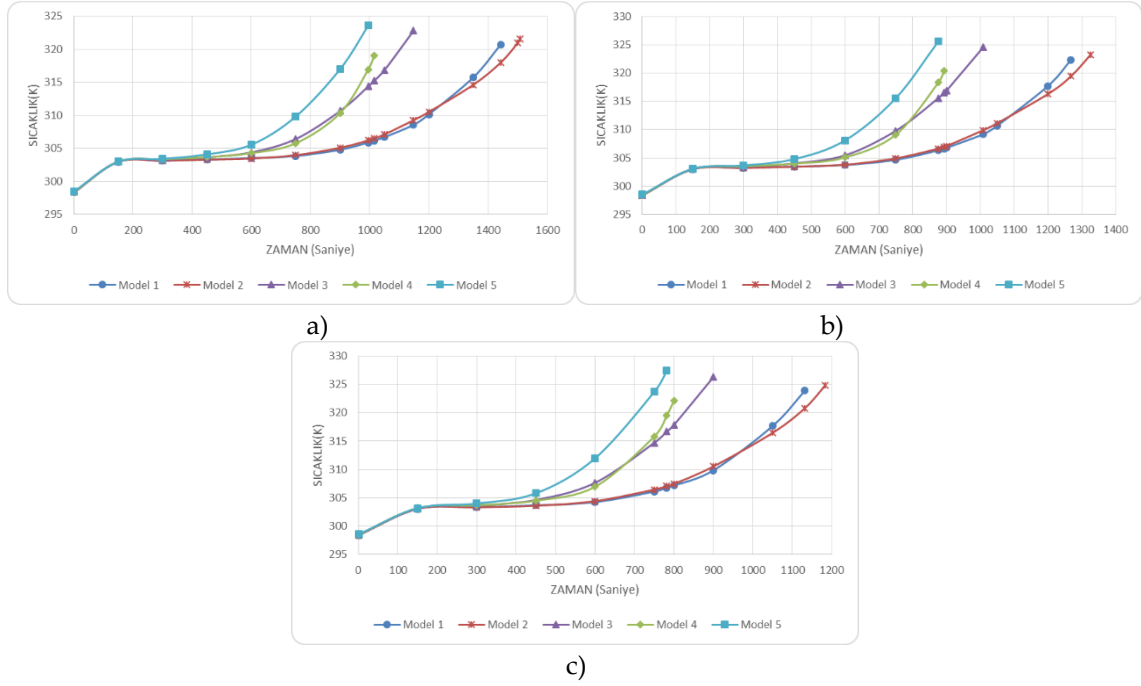 325
320
315
310
305
300
295
SICAKLIK(K)
0 200 400 600 800 1000 1200 1400 1600
ZAMAN (Saniye)
Model 1 Model 2 Model 3 Model 4 Model 5
a)
330
325
320
315
310
305
300
295
SICAKLIK(K)
0 100 200 300 400 500 600 700 800 900 1000 1100 1200 1300 1400
ZAMAN (Saniye)
Model 1 Model 2 Model 3 Model 4 Model 5
b)
330
325
320
315
310
305
300
295
SICAKLIK(K)
0 100 200 300 400 500 600 700 800 900 1000 1100 1200
ZAMAN (Saniye)
Model 1 Model 2 Model 3 Model 4 Model 5
c)